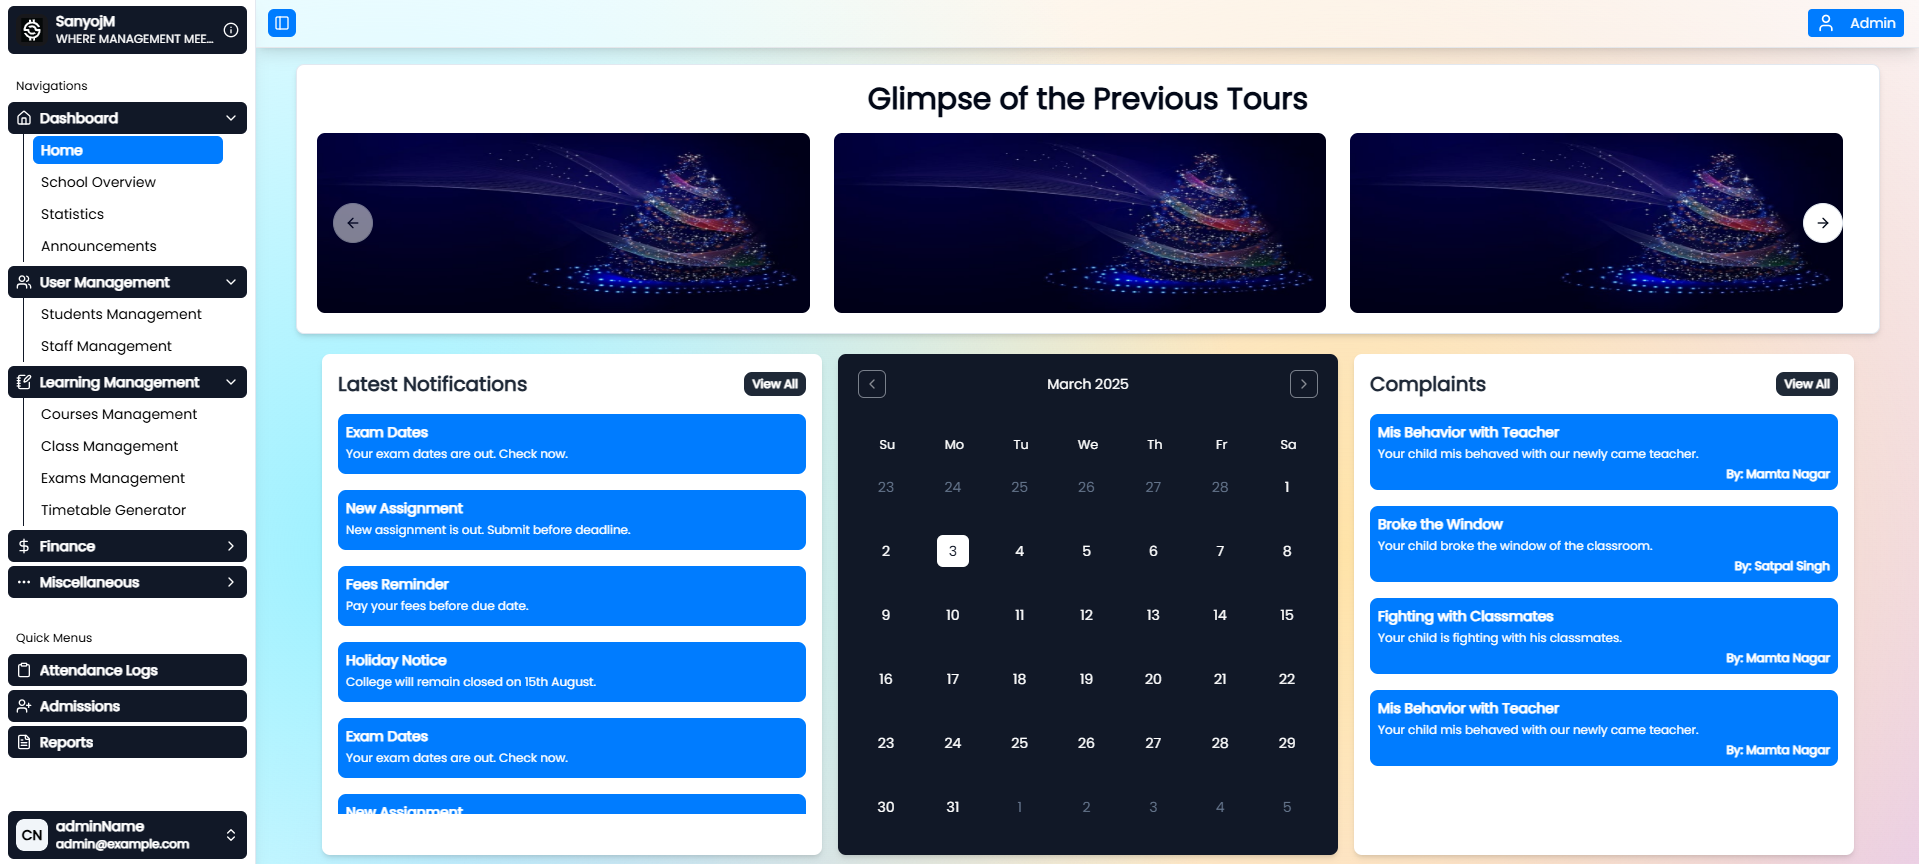 SanyojM
WHERE MANAGEMENT MEE...
Admin
Navigations
Dashboard
Home
School Overview
Statistics
Announcements
User Management
Students Management
Staff Management
Learning Management
Courses Management
Class Management
Exams Management
Timetable Generator
Finance
Miscellaneous
Quick Menus
Attendance Logs
Admissions
Reports
CN
adminName
admin@example.com
Glimpse of the Previous Tours
Latest Notifications
View All
Exam Dates
Your exam dates are out. Check now.
New Assignment
New assignment is out. Submit before deadline.
Fees Reminder
Pay your fees before due date.
Holiday Notice
College will remain closed on 15th August.
Exam Dates
Your exam dates are out. Check now.
New Assignment
March 2025
Su Mo Tu We Th Fr Sa
23 24 25 26 27 28 1
2 3 4 5 6 7 8
9 10 11 12 13 14 15
16 17 18 19 20 21 22
23 24 25 26 27 28 29
30 31 1 2 3 4 5
Complaints
View All
Mis Behavior with Teacher
Your child mis behaved with our newly came teacher.
By: Mamta Nagar
Broke the Window
Your child broke the window of the classroom.
By: Satpal Singh
Fighting with Classmates
Your child is fighting with his classmates.
By: Mamta Nagar
Mis Behavior with Teacher
Your child mis behaved with our newly came teacher.
By: Mamta Nagar